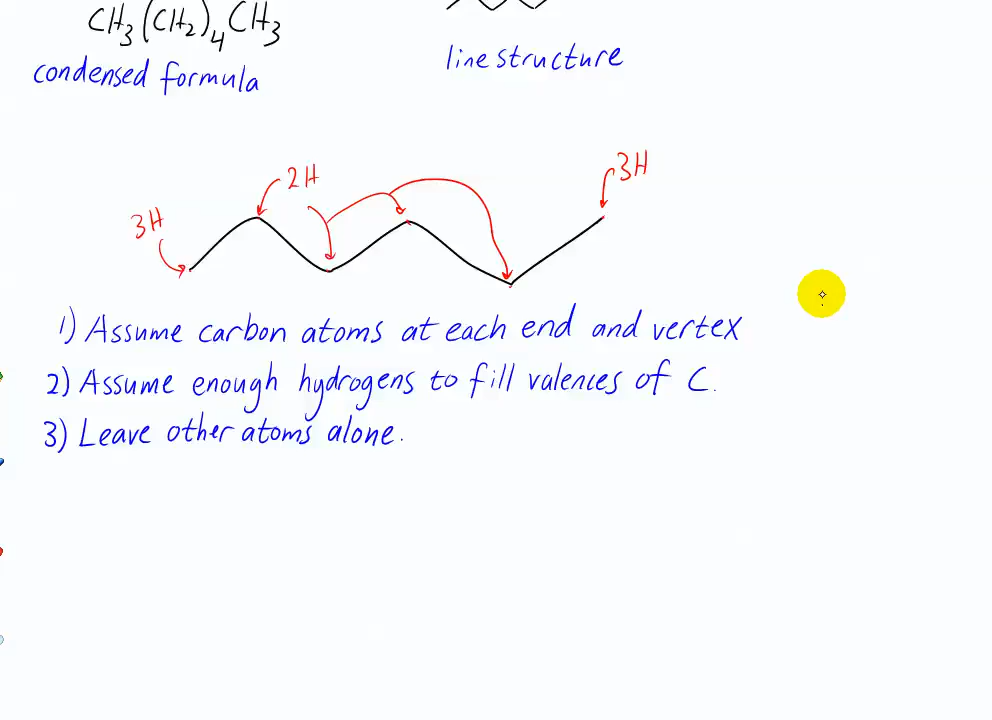 CH3(CH2)4CH3
condensed formula
line structure
3H
2H
3H
1) Assume carbon atoms at each end and vertex
2) Assume enough hydrogens to fill valences of C.
3) Leave other atoms alone.